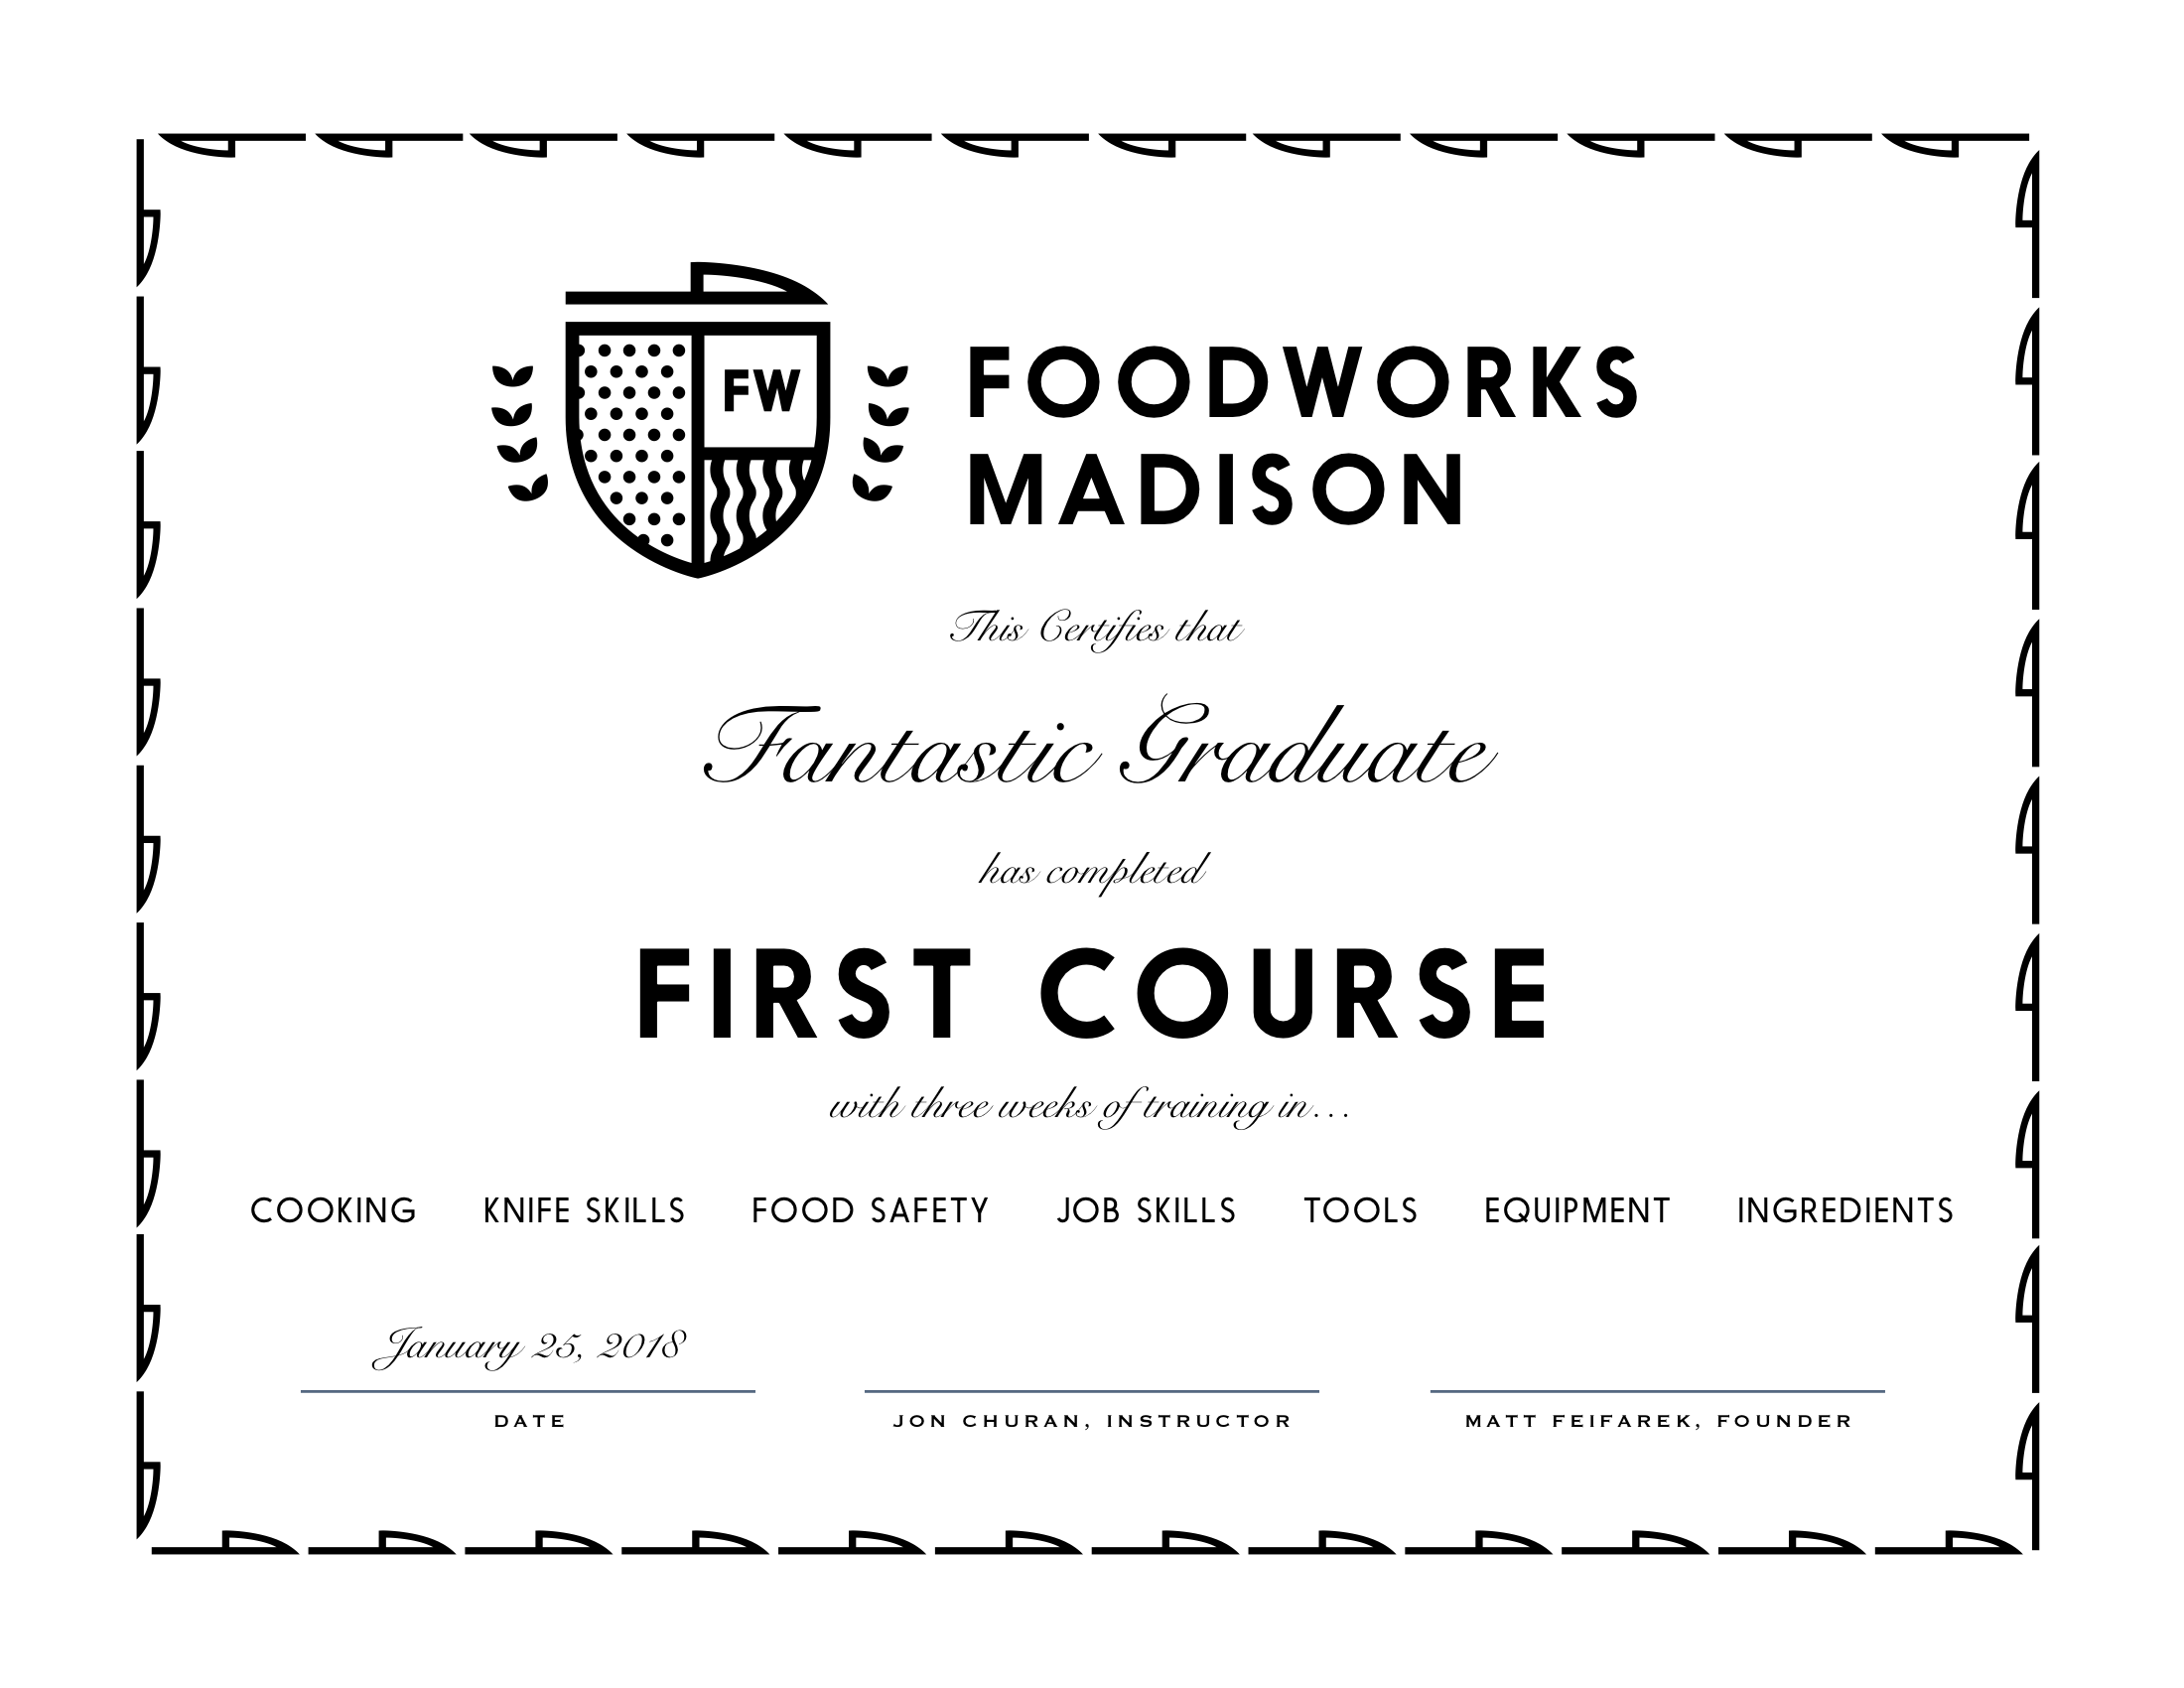 FW
FOODWORKS
MADISON
This Certifies that
Fantastic Graduate
has completed
FIRST COURSE
with three weeks of training in...
COOKING KNIFE SKILLS FOOD SAFETY JOB SKILLS TOOLS EQUIPMENT INGREDIENTS
January 25, 2018
DATE JON CHURAN, INSTRUCTOR MATT FEIFAREK, FOUNDER